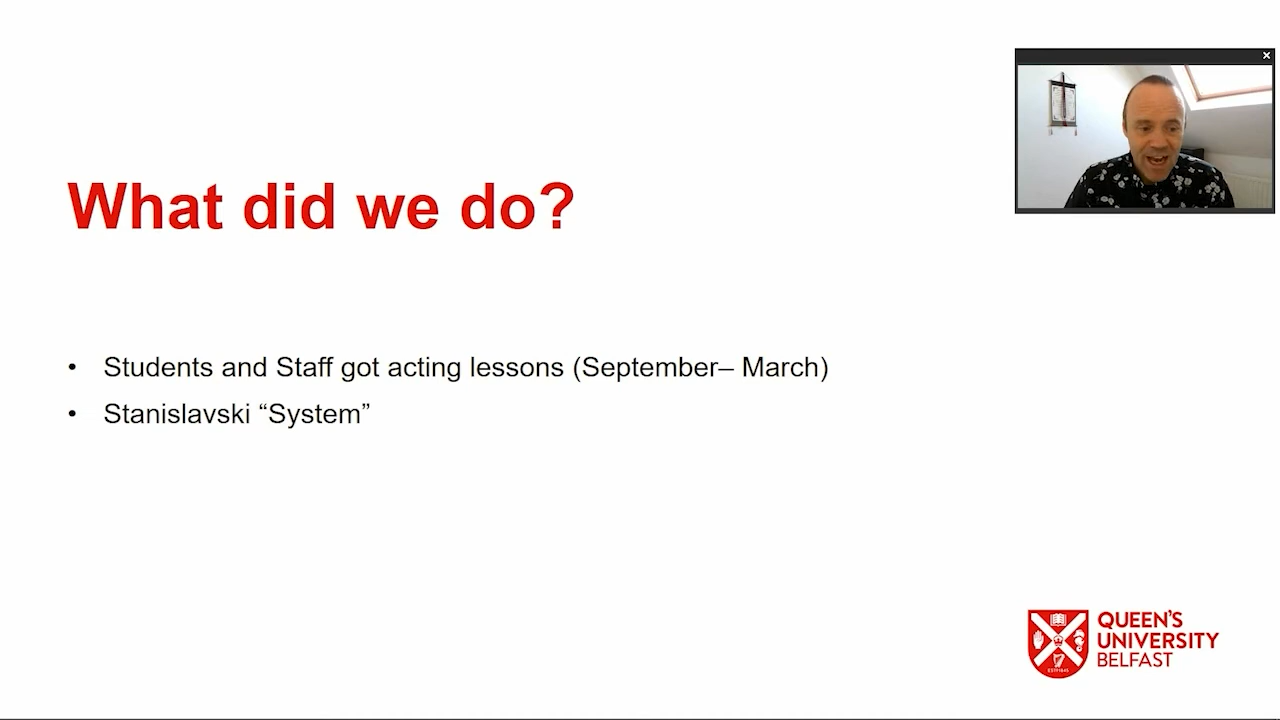 What did we do?
• Students and Staff got acting lessons (September– March)
• Stanislavski “System”
QUEEN'S
UNIVERSITY
BELFAST